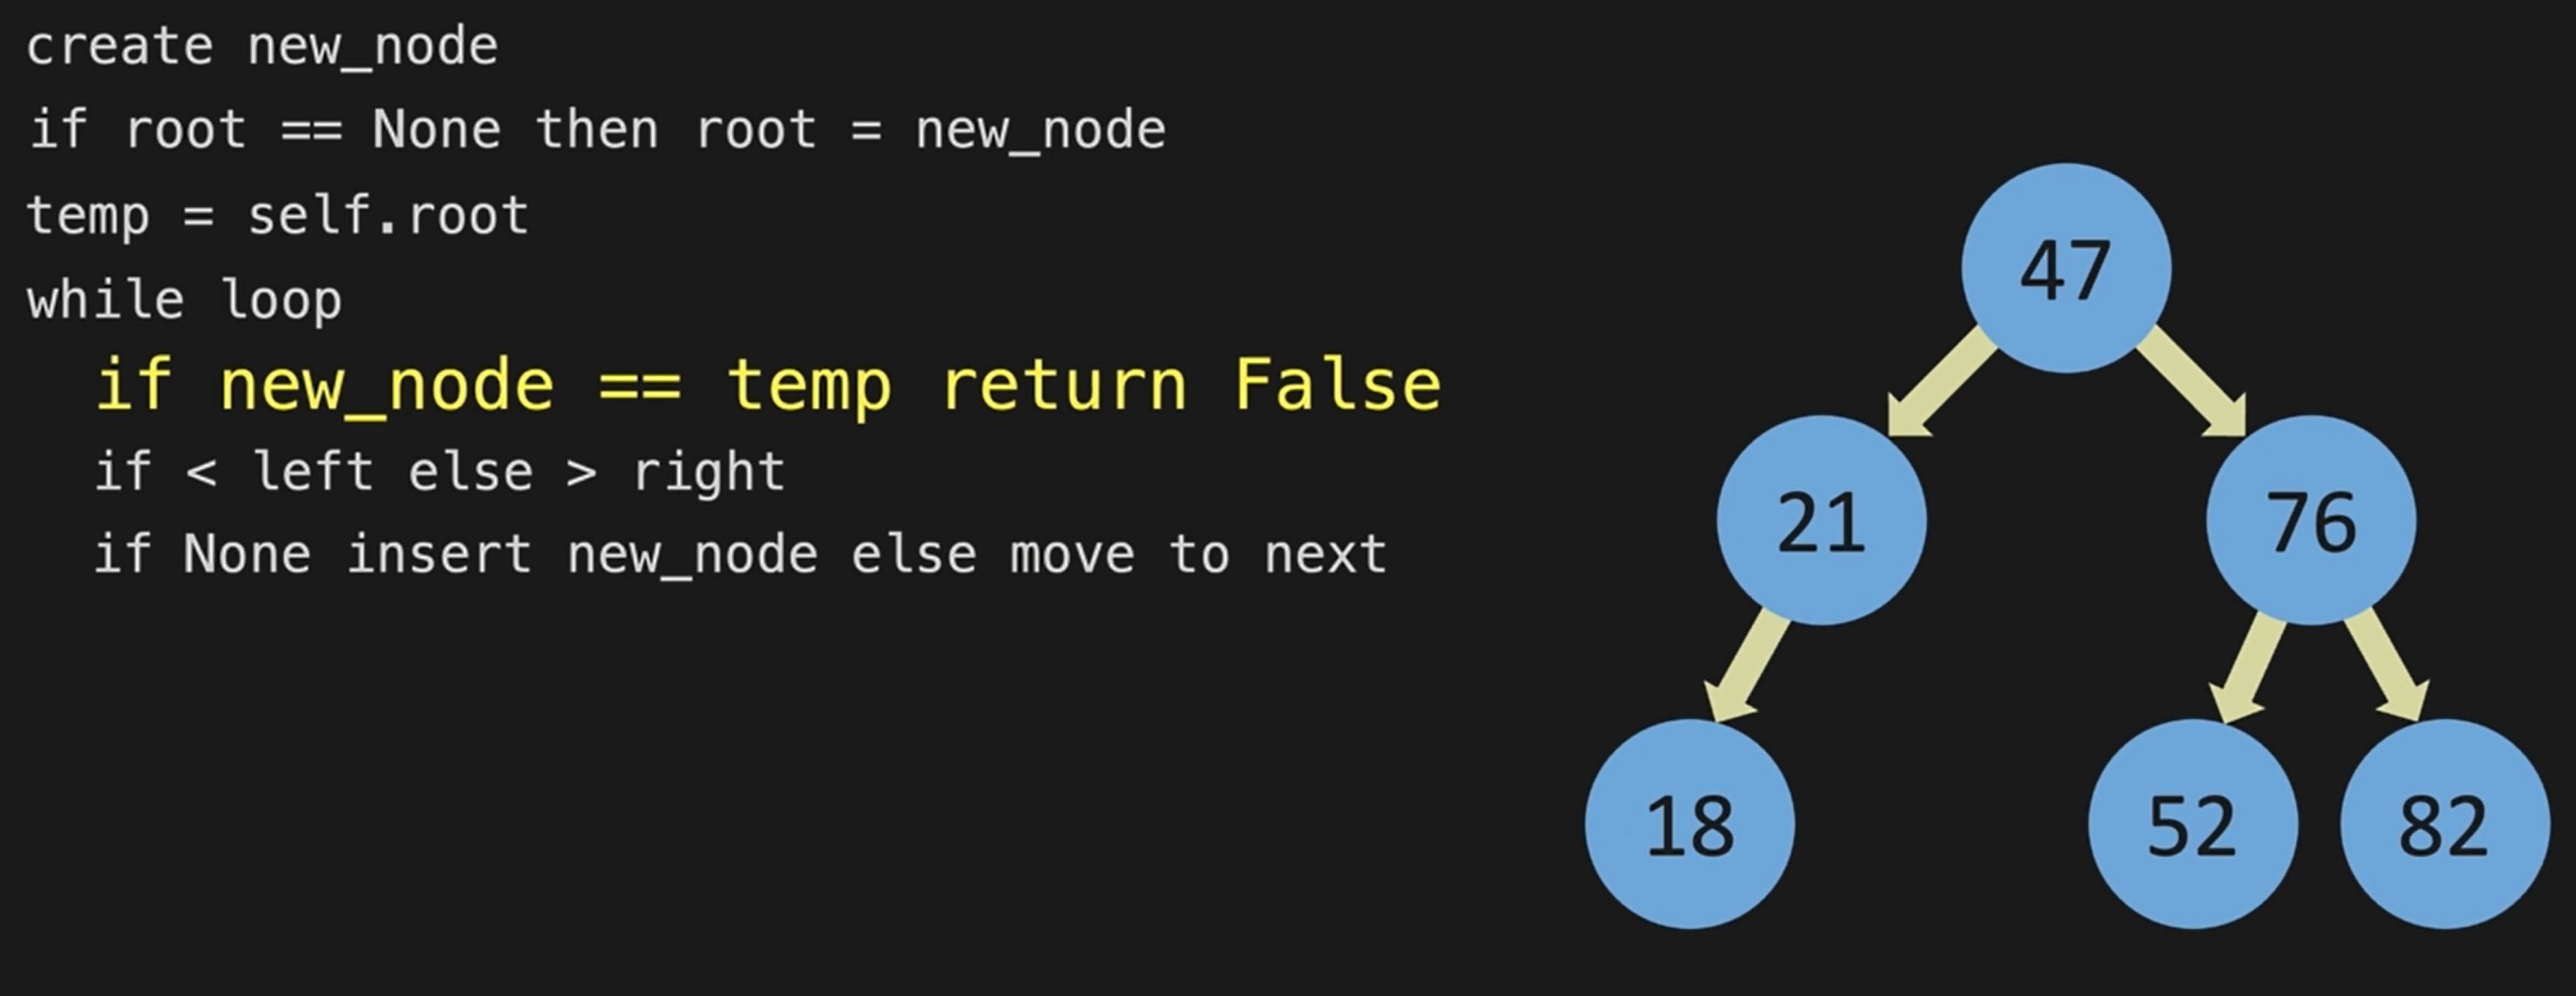 create new_node
if root == None then root = new_node
temp = self.root
while loop
if new_node == temp return False
if < left else > right
if None insert new_node else move to next
47
21
76
18
52
82